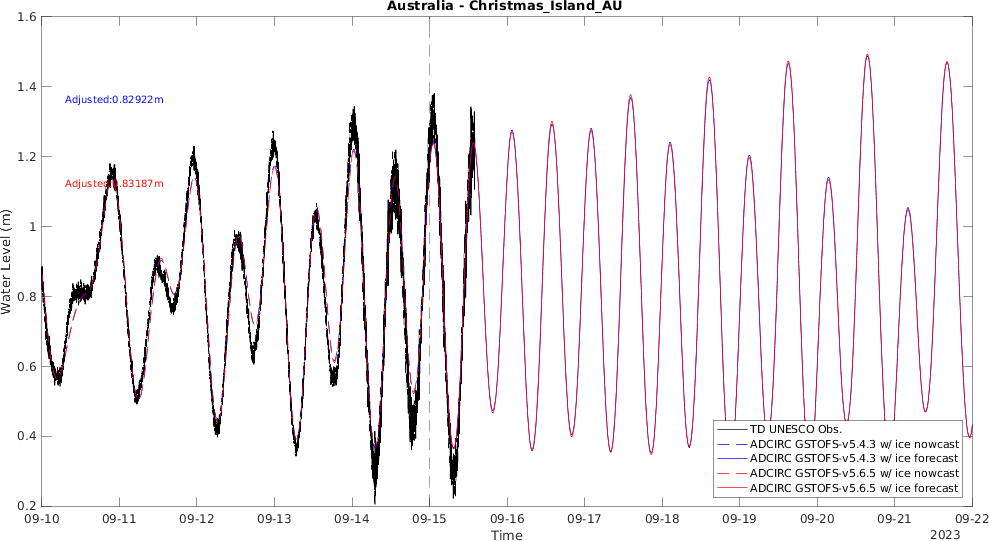 Australia - Christmas_Island_AU
1.6
1.4
1.2
1
0.8
0.6
0.4
0.2
Water Level (m)
Adjusted:0.82922m
Adjusted:0.83187m
TD UNESCO Obs.
ADCIRC GSTOFS-v5.4.3 w/ ice nowcast
ADCIRC GSTOFS-v5.4.3 w/ ice forecast
ADCIRC GSTOFS-v5.6.5 w/ ice nowcast
ADCIRC GSTOFS-v5.6.5 w/ ice forecast
09-10 09-11 09-12 09-13 09-14 09-15 09-16 09-17 09-18 09-19 09-20 09-21 09-22
Time
2023